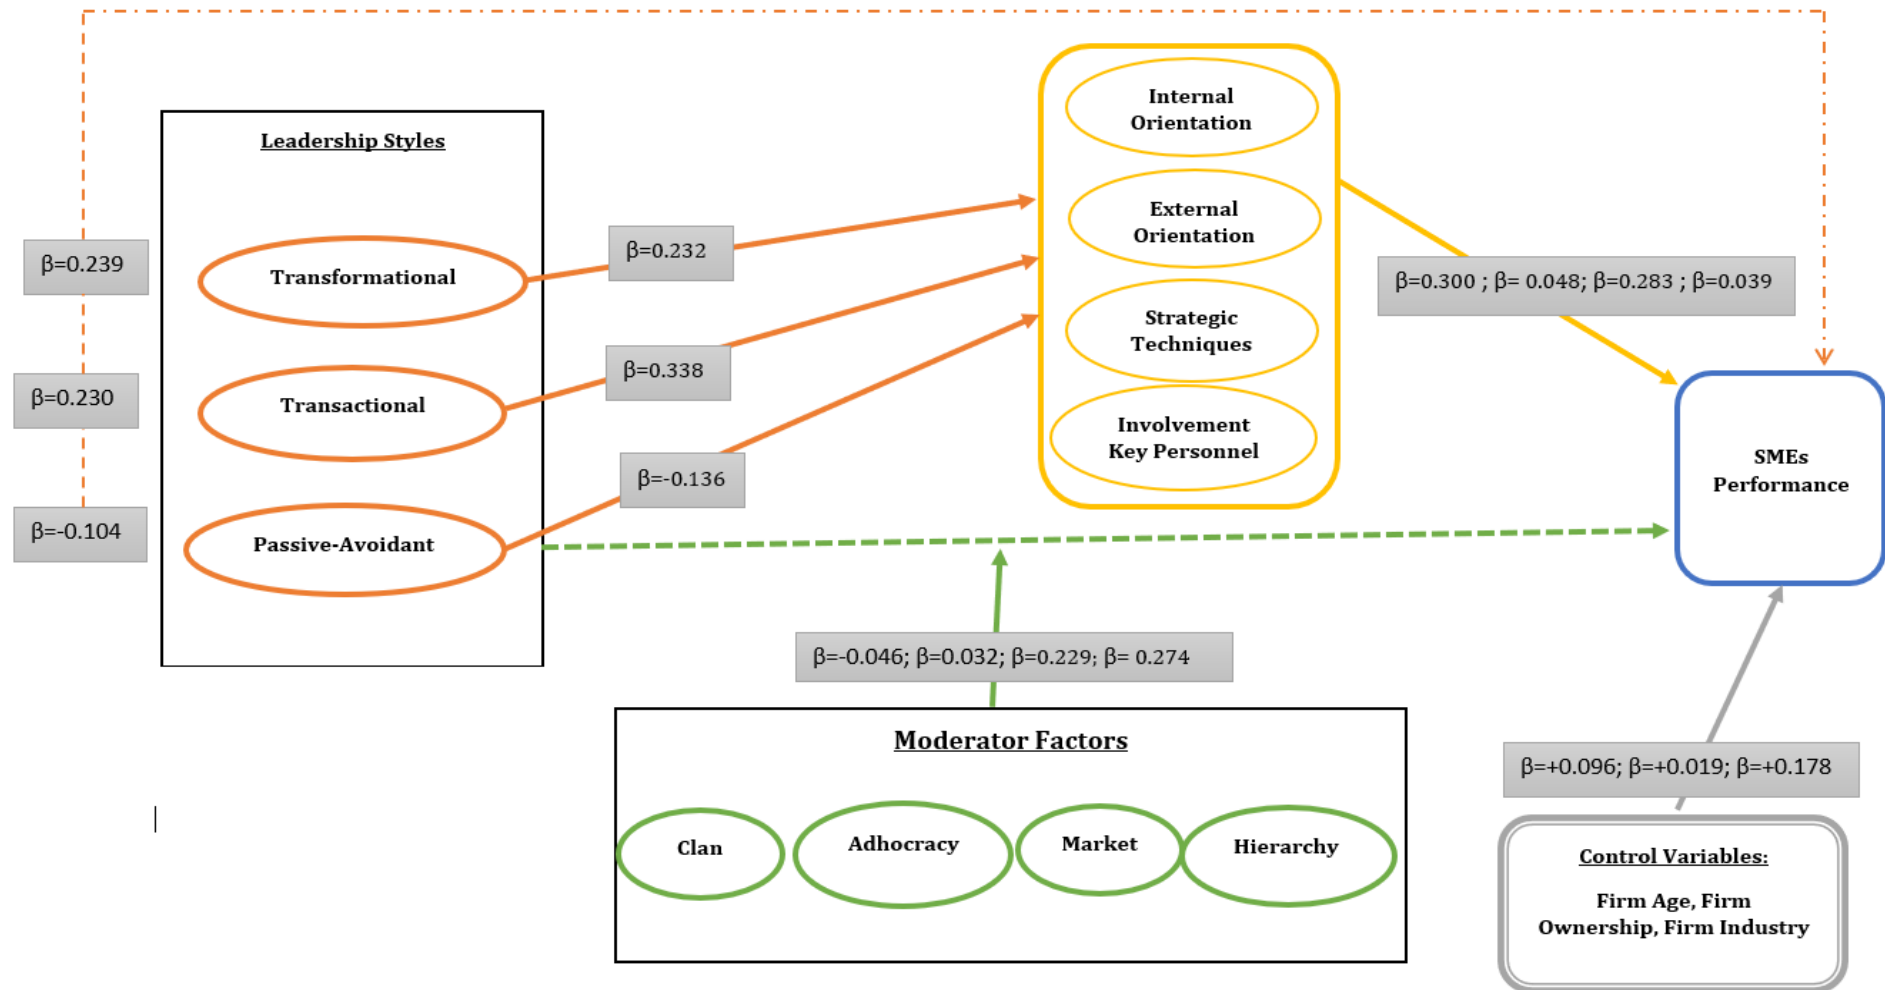 Leadership Styles
Transformational
Transactional
Passive-Avoidant
β=0.239
β=0.230
β=-0.104
β=0.232
β=0.338
β=-0.136
Internal
Orientation
External
Orientation
Strategic
Techniques
Involvement
Key Personnel
β=0.300 ; β= 0.048; β=0.283 ; β=0.039
SMEs
Performance
β=-0.046; β=0.032; β=0.229; β= 0.274
Moderator Factors
Clan
Adhocracy
Market
Hierarchy
β=+0.096; β=+0.019; β=+0.178
Control Variables:
Firm Age, Firm
Ownership, Firm Industry